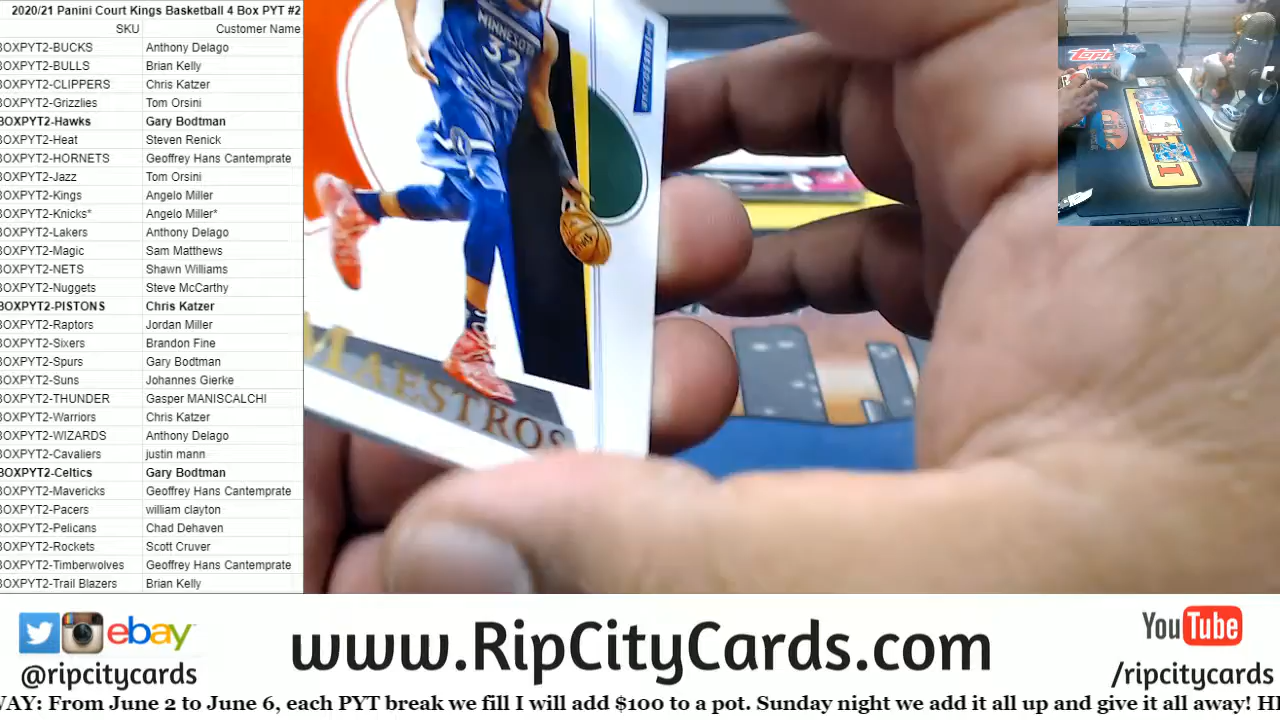 2020/21 Panini Court Kings Basketball 4 Box PYT #2
SKU Customer Name
BOXPYT2-BUCKS Anthony Delago
BOXPYT2-BULLS Brian Kelly
BOXPYT2-CLIPPERS Chris Katzer
BOXPYT2-Grizzlies Tom Orsini
BOXPYT2-Hawks Gary Bodtman
BOXPYT2-Heat Steven Renick
BOXPYT2-HORNETS Geoffrey Hans Cantemprate
BOXPYT2-Jazz Tom Orsini
BOXPYT2-Kings Angelo Miller
BOXPYT2-Knicks* Angelo Miller*
BOXPYT2-Lakers Anthony Delago
BOXPYT2-Magic Sam Matthews
BOXPYT2-NETS Shawn Williams
BOXPYT2-Nuggets Steve McCarthy
BOXPYT2-PISTONS Chris Katzer
BOXPYT2-Raptors Jordan Miller
BOXPYT2-Sixers Brandon Fine
BOXPYT2-Spurs Gary Bodtman
BOXPYT2-Suns Johannes Gierke
BOXPYT2-THUNDER Gasper MANISCALCHI
BOXPYT2-Warriors Chris Katzer
BOXPYT2-WIZARDS Anthony Delago
BOXPYT2-Cavaliers justin mann
BOXPYT2-Celtics Gary Bodtman
BOXPYT2-Mavericks Geoffrey Hans Cantemprate
BOXPYT2-Pacers william clayton
BOXPYT2-Pelicans Chad Dehaven
BOXPYT2-Rockets Scott Cruver
BOXPYT2-Timberwolves Geoffrey Hans Cantemprate
BOXPYT2-Trail Blazers Brian Kelly
MINNESOTA
32
MAESTROS
TOPPS
ebay
@ripcitycards
www.RipCityCards.com
YouTube
/ripcitycards
WAY: From June 2 to June 6, each PYT break we fill I will add $100 to a pot. Sunday night we add it all up and give it all away!